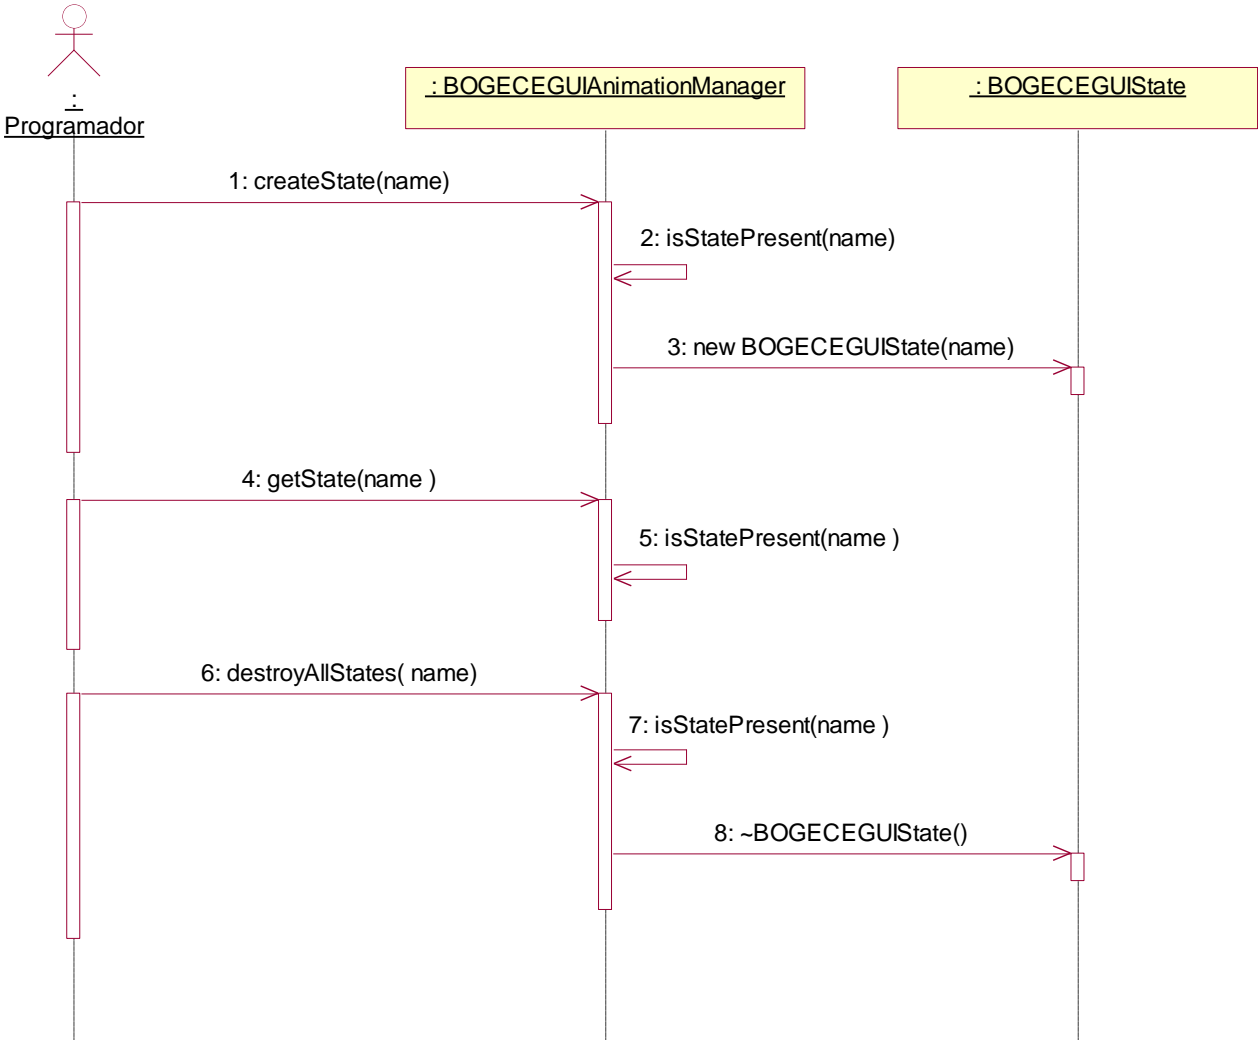 :
Programador
: BOGECEGUIAnimationManager
: BOGECEGUIState
1: createState(name)
2: isStatePresent(name)
3: new BOGECEGUIState(name)
4: getState(name )
5: isStatePresent(name )
6: destroyAllStates( name)
7: isStatePresent(name )
8: ~BOGECEGUIState()